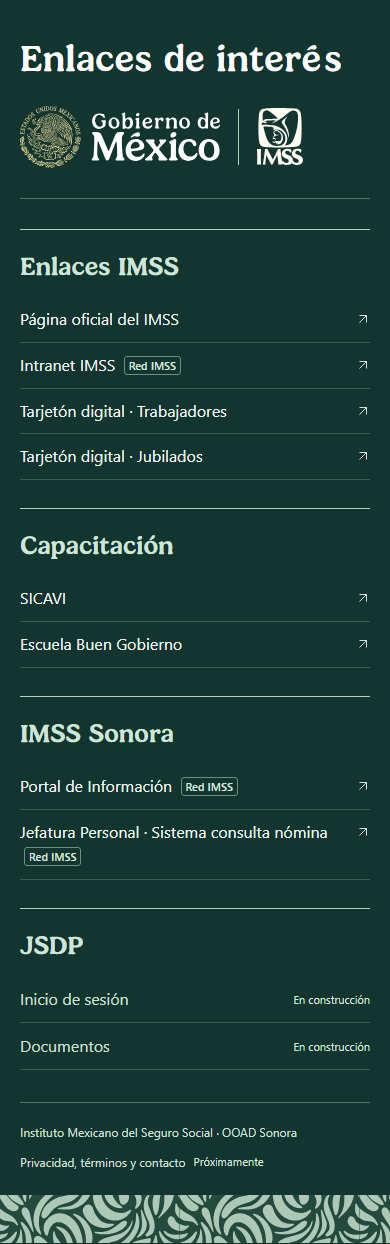 Enlaces de interés
ESTADOS UNIDOS MEXICANOS
Gobierno de
México
IMSS
Enlaces IMSS
Página oficial del IMSS
Intranet IMSS Red IMSS
Tarjetón digital · Trabajadores
Tarjetón digital · Jubilados
Capacitación
SICAVI
Escuela Buen Gobierno
IMSS Sonora
Portal de Información Red IMSS
Jefatura Personal · Sistema consulta nómina
Red IMSS
JSDP
Inicio de sesión En construcción
Documentos En construcción
Instituto Mexicano del Seguro Social · OOAD Sonora
Privacidad, términos y contacto Próximamente